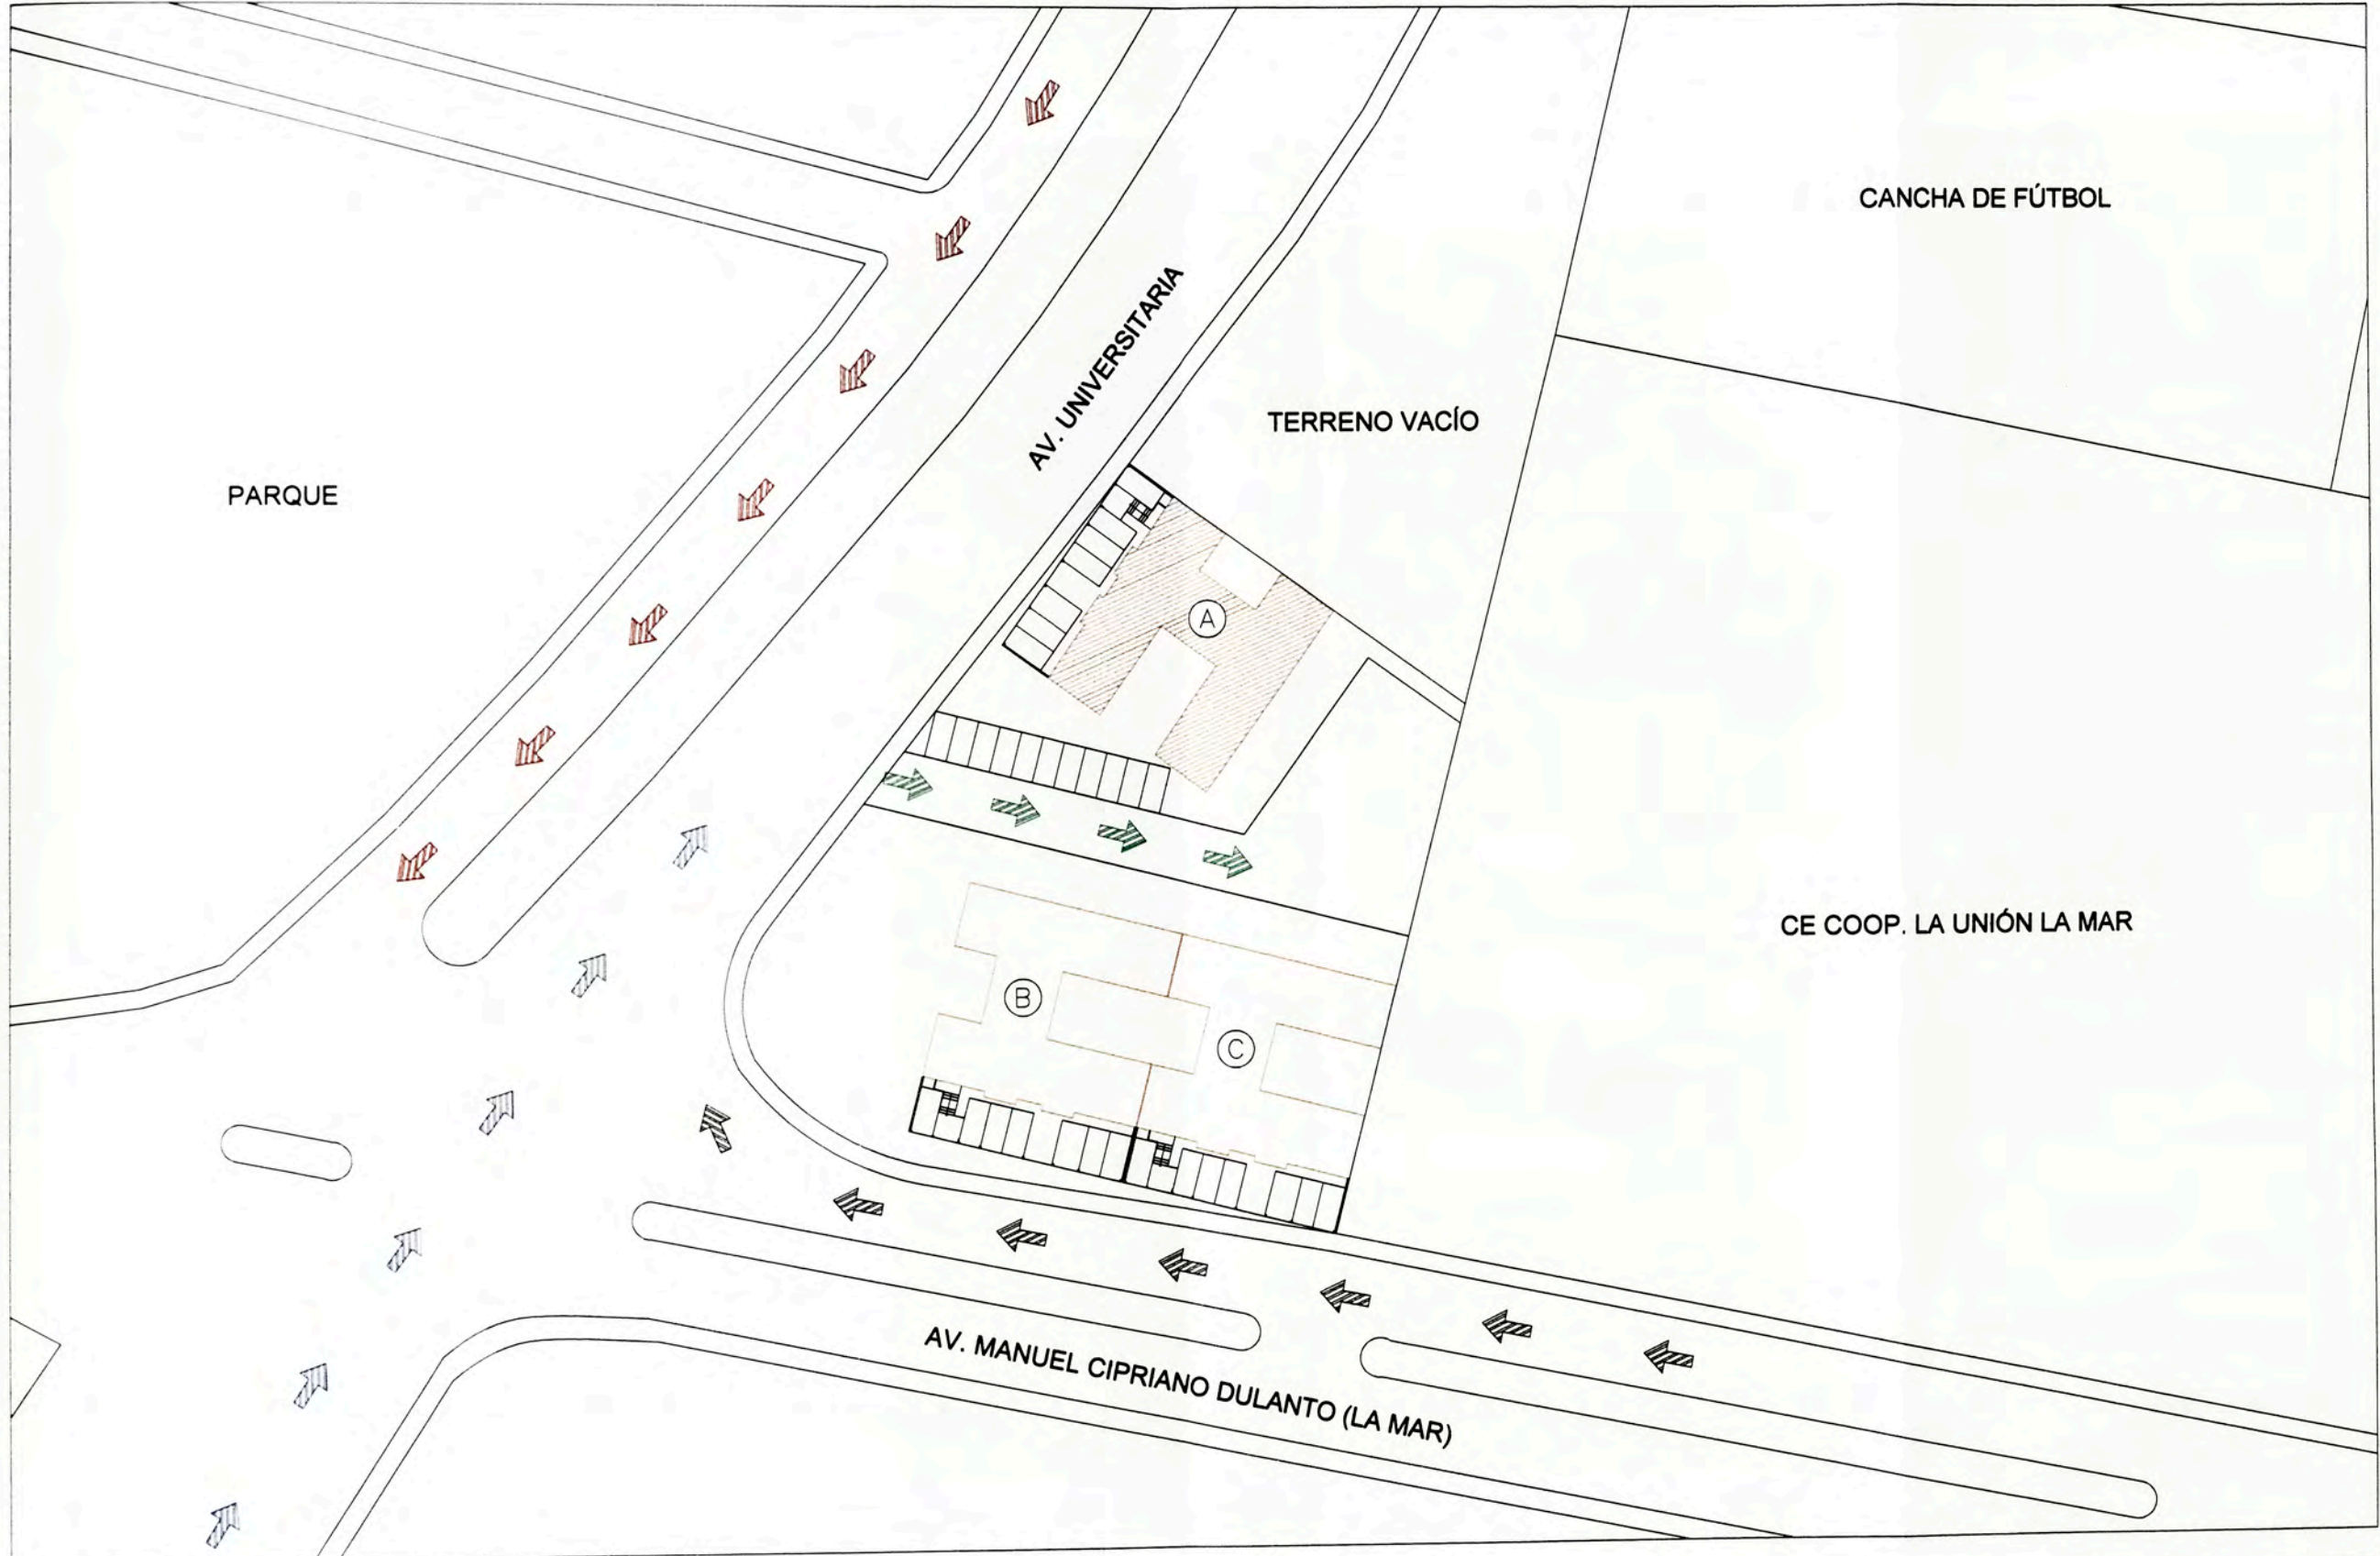 CANCHA DE FÚTBOL
AV. UNIVERSITARIA
TERRENO VACÍO
PARQUE
A
CE COOP. LA UNIÓN LA MAR
B
C
AV. MANUEL CIPRIANO DULANTO (LA MAR)